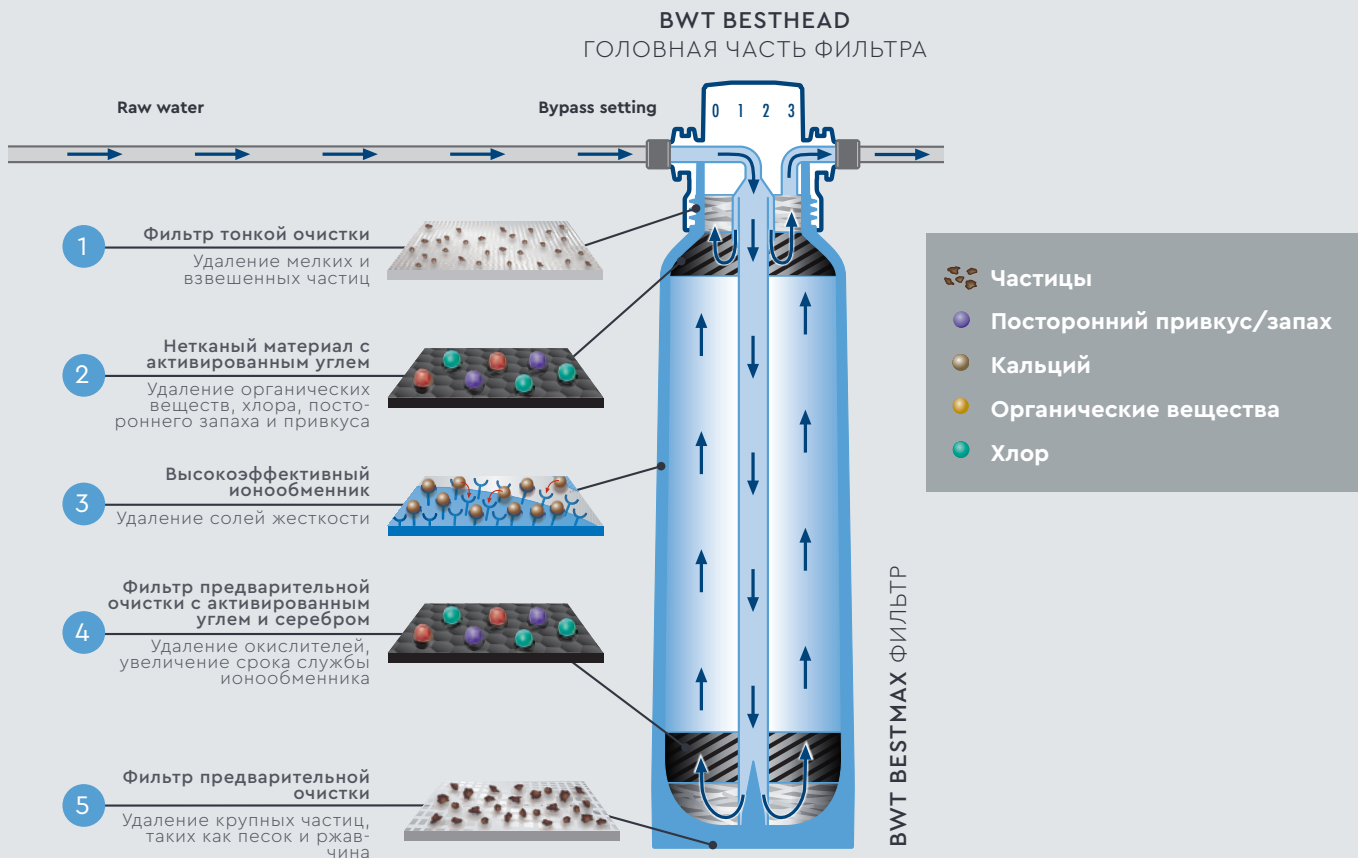 BWT BESTHEAD
ГОЛОВНАЯ ЧАСТЬ ФИЛЬТРА
Raw water
Bypass setting
0 1 2 3
1
Фильтр тонкой очистки
Удаление мелких и
взвешенных частиц
2
Нетканый материал с
активированным углем
Удаление органических
веществ, хлора, посто-
роннего запаха и привкуса
3
Высокоэффективный
ионообменник
Удаление солей жесткости
4
Фильтр предварительной
очистки с активированным
углем и серебром
Удаление окислителей,
увеличение срока службы
ионообменника
5
Фильтр предварительной
очистки
Удаление крупных частиц,
таких как песок и ржав-
чина
BWT BESTMAX ФИЛЬТР
Частицы
Посторонний привкус/запах
Кальций
Органические вещества
Хлор